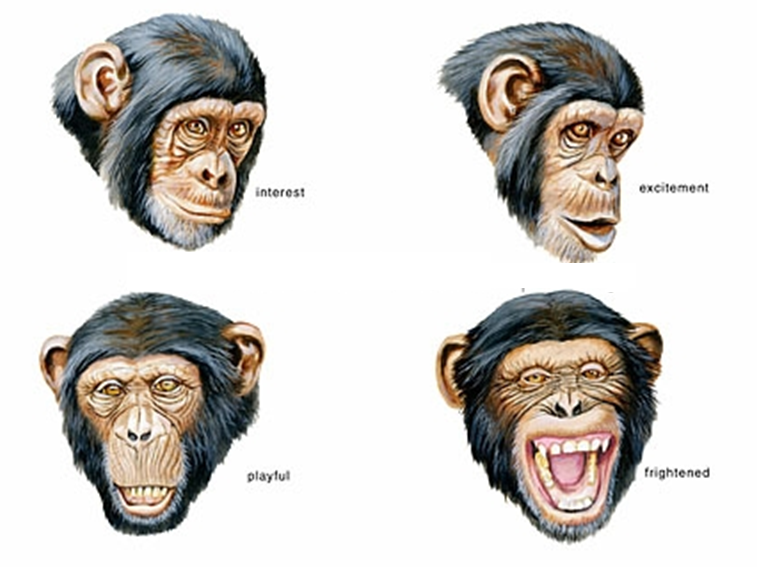 interest
excitement
playful
frightened